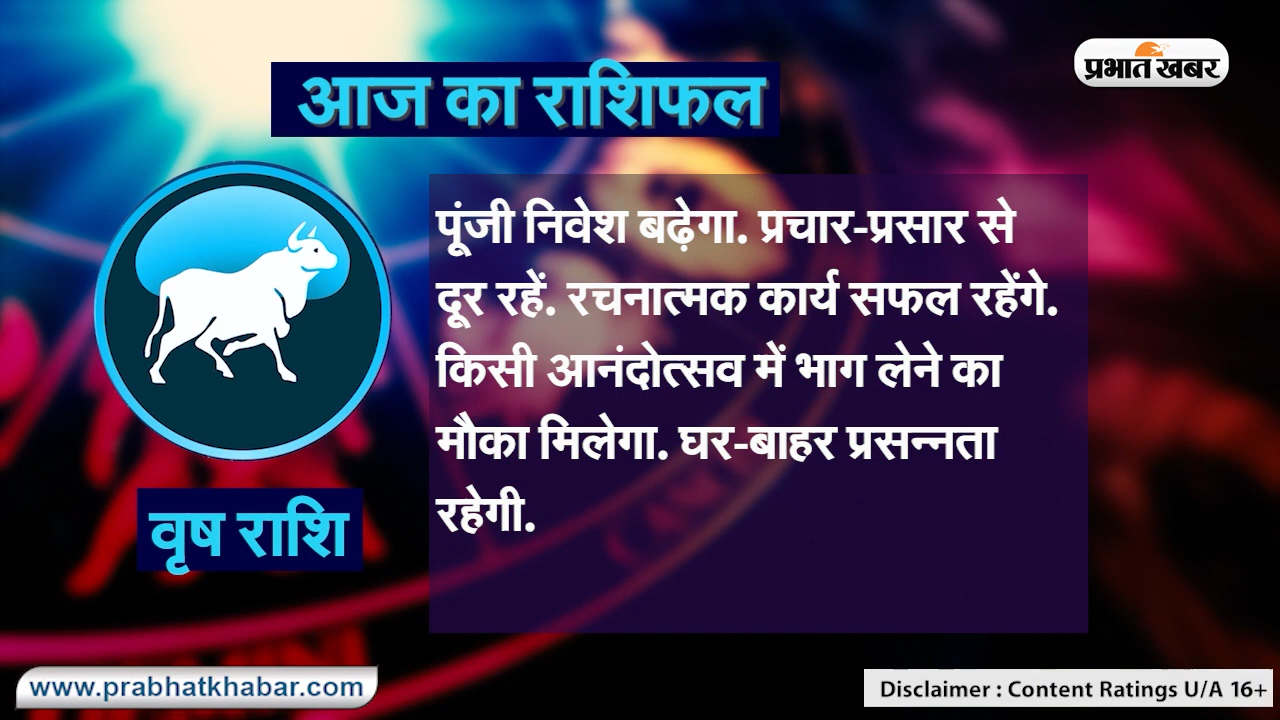 प्रभात खबर
आज का राशिफल
पूंजी निवेश बढ़ेगा. प्रचार-प्रसार से
दूर रहें. रचनात्मक कार्य सफल रहेंगे.
किसी आनंदोत्सव में भाग लेने का
मौका मिलेगा. घर-बाहर प्रसन्नता
रहेगी.
वृष राशि
www.prabhatkhabar.com
Disclaimer : Content Ratings U/A 16+